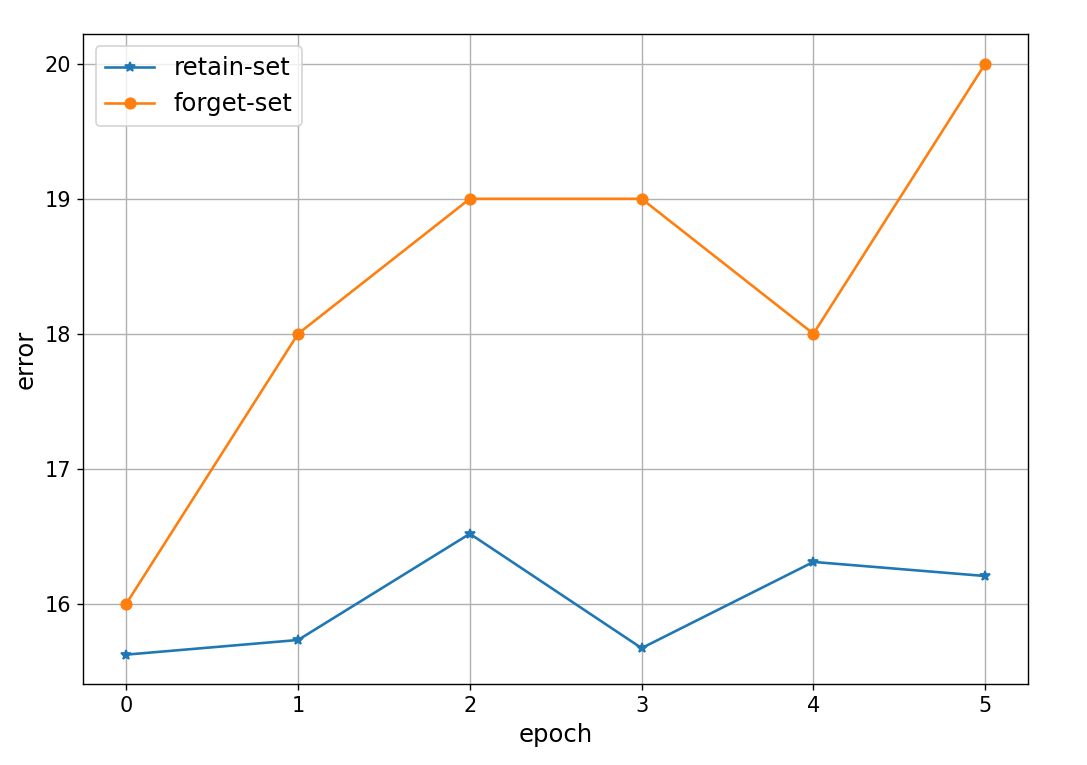 retain-set
forget-set
20
19
18
17
16
error
0 1 2 3 4 5
epoch